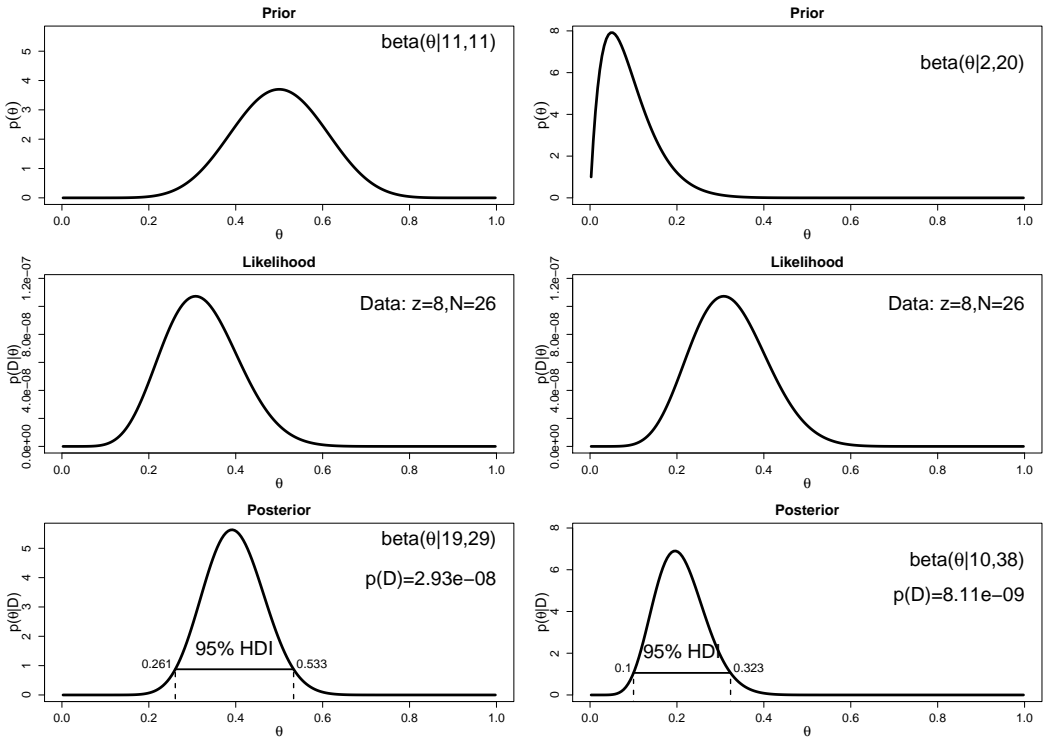 Prior
beta(θ|11,11)
p(θ)
0 1 2 3 4 5
0.0 0.2 0.4 0.6 0.8 1.0
θ
Prior
beta(θ|2,20)
p(θ)
0 2 4 6 8
0.0 0.2 0.4 0.6 0.8 1.0
θ
Likelihood
Data: z=8,N=26
p(D|θ)
0.0e+00 4.0e−08 8.0e−08 1.2e−07
0.0 0.2 0.4 0.6 0.8 1.0
θ
Likelihood
Data: z=8,N=26
p(D|θ)
0.0e+00 4.0e−08 8.0e−08 1.2e−07
0.0 0.2 0.4 0.6 0.8 1.0
θ
Posterior
beta(θ|19,29)
p(D)=2.93e−08
95% HDI
0.261 0.533
p(θ|D)
0 1 2 3 4 5
0.0 0.2 0.4 0.6 0.8 1.0
θ
Posterior
beta(θ|10,38)
p(D)=8.11e−09
95% HDI
0.1 0.323
p(θ|D)
0 2 4 6 8
0.0 0.2 0.4 0.6 0.8 1.0
θ